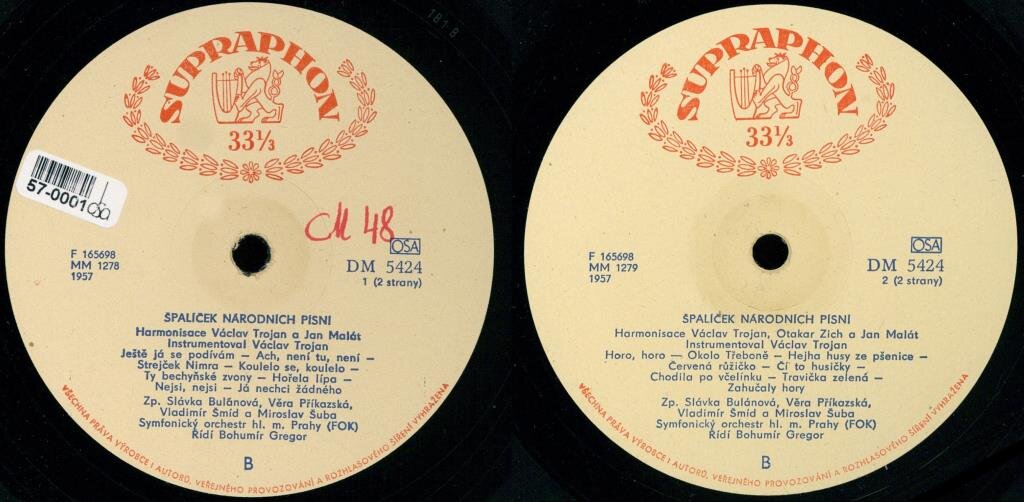 181 B
SUPRAPHON
33⅓
57-0001
OSA
CM 48
OSA
F 165698
MM 1278
1957
DM 5424
1 (2 strany)
ŠPALÍČEK NÁRODNÍCH PÍSNÍ
Harmonisace Václav Trojan a Jan Malát
Instrumentoval Václav Trojan
Ještě já se podívám — Ach, není tu, není —
Strejček Nimra — Koulelo se, koulelo —
Ty bechyňské zvony — Hořela lípa —
Nejsi, nejsi — Já nechci žádného
Zp. Slávka Bulánová, Věra Příkazská,
Vladimír Šmíd a Miroslav Šuba
Symfonický orchestr hl. m. Prahy (FOK)
Řídí Bohumír Gregor
B
VŠECHNA PRÁVA VÝROBCE I AUTORŮ, VEŘEJNÉHO PROVOZOVÁNÍ A ROZHLASOVÉHO ŠÍŘENÍ VYHRAŽENA
SUPRAPHON
33⅓
OSA
F 165698
MM 1279
1957
DM 5424
2 (2 strany)
ŠPALÍČEK NÁRODNÍCH PÍSNÍ
Harmonisace Václav Trojan, Otakar Zich a Jan Malát
Instrumentoval Václav Trojan
Horo, horo — Okolo Třeboně — Hejha husy ze pšenice —
Červená růžičko — Čí to husičky —
Chodila po včelínku — Travička zelená —
Zahučaly hory
Zp. Slávka Bulánová, Věra Příkazská,
Vladimír Šmíd a Miroslav Šuba
Symfonický orchestr hl. m. Prahy (FOK)
Řídí Bohumír Gregor
B
VŠECHNA PRÁVA VÝROBCE I AUTORŮ, VEŘEJNÉHO PROVOZOVÁNÍ A ROZHLASOVÉHO ŠÍŘENÍ VYHRAŽENA